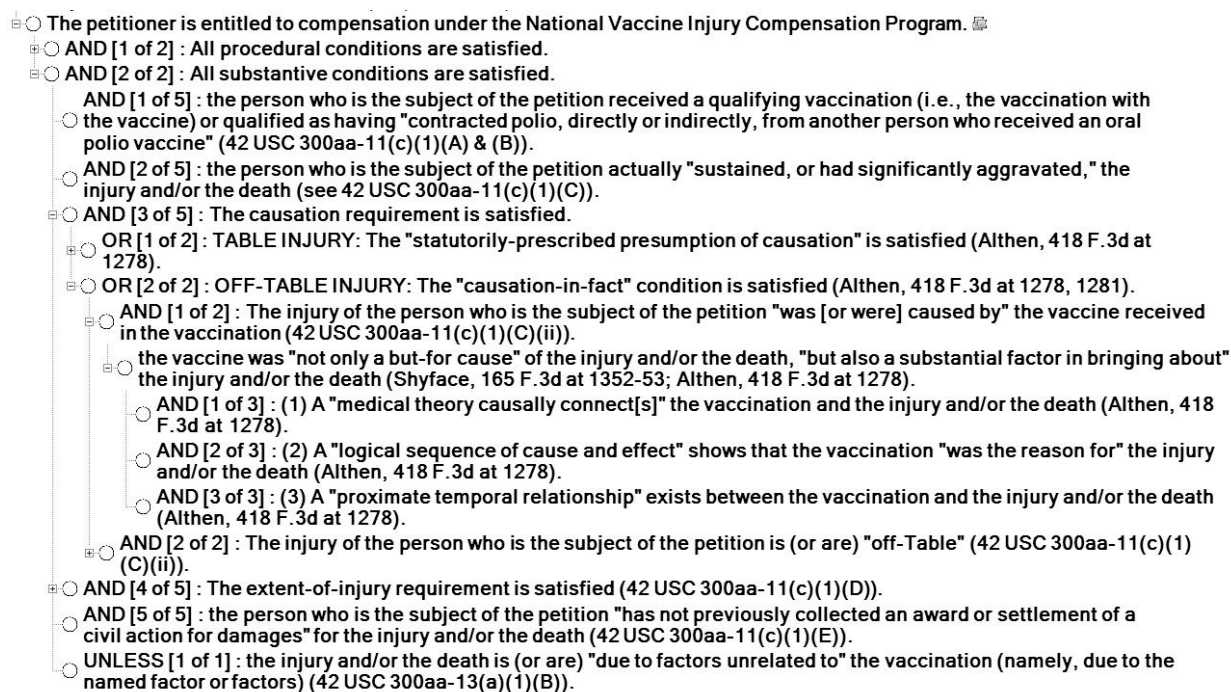 The petitioner is entitled to compensation under the National Vaccine Injury Compensation Program.
AND [1 of 2] : All procedural conditions are satisfied.
AND [2 of 2] : All substantive conditions are satisfied.
AND [1 of 5] : the person who is the subject of the petition received a qualifying vaccination (i.e., the vaccination with
the vaccine) or qualified as having "contracted polio, directly or indirectly, from another person who received an oral
polio vaccine" (42 USC 300aa-11(c)(1)(A) & (B)).
AND [2 of 5] : the person who is the subject of the petition actually "sustained, or had significantly aggravated," the
injury and/or the death (see 42 USC 300aa-11(c)(1)(C)).
AND [3 of 5] : The causation requirement is satisfied.
OR [1 of 2] : TABLE INJURY: The "statutorily-prescribed presumption of causation" is satisfied (Althen, 418 F.3d at
1278).
OR [2 of 2] : OFF-TABLE INJURY: The "causation-in-fact" condition is satisfied (Althen, 418 F.3d at 1278, 1281).
AND [1 of 2] : The injury of the person who is the subject of the petition "was [or were] caused by" the vaccine received
in the vaccination (42 USC 300aa-11(c)(1)(C)(ii)).
the vaccine was "not only a but-for cause" of the injury and/or the death, "but also a substantial factor in bringing about"
the injury and/or the death (Shyface, 165 F.3d at 1352-53; Althen, 418 F.3d at 1278).
AND [1 of 3] : (1) A "medical theory causally connect[s]" the vaccination and the injury and/or the death (Althen, 418
F.3d at 1278).
AND [2 of 3] : (2) A "logical sequence of cause and effect" shows that the vaccination "was the reason for" the injury
and/or the death (Althen, 418 F.3d at 1278).
AND [3 of 3] : (3) A "proximate temporal relationship" exists between the vaccination and the injury and/or the death
(Althen, 418 F.3d at 1278).
AND [2 of 2] : The injury of the person who is the subject of the petition is (or are) "off-Table" (42 USC 300aa-11(c)(1)
(C)(ii)).
AND [4 of 5] : The extent-of-injury requirement is satisfied (42 USC 300aa-11(c)(1)(D)).
AND [5 of 5] : the person who is the subject of the petition "has not previously collected an award or settlement of a
civil action for damages" for the injury and/or the death (42 USC 300aa-11(c)(1)(E)).
UNLESS [1 of 1] : the injury and/or the death is (or are) "due to factors unrelated to" the vaccination (namely, due to the
named factor or factors) (42 USC 300aa-13(a)(1)(B)).